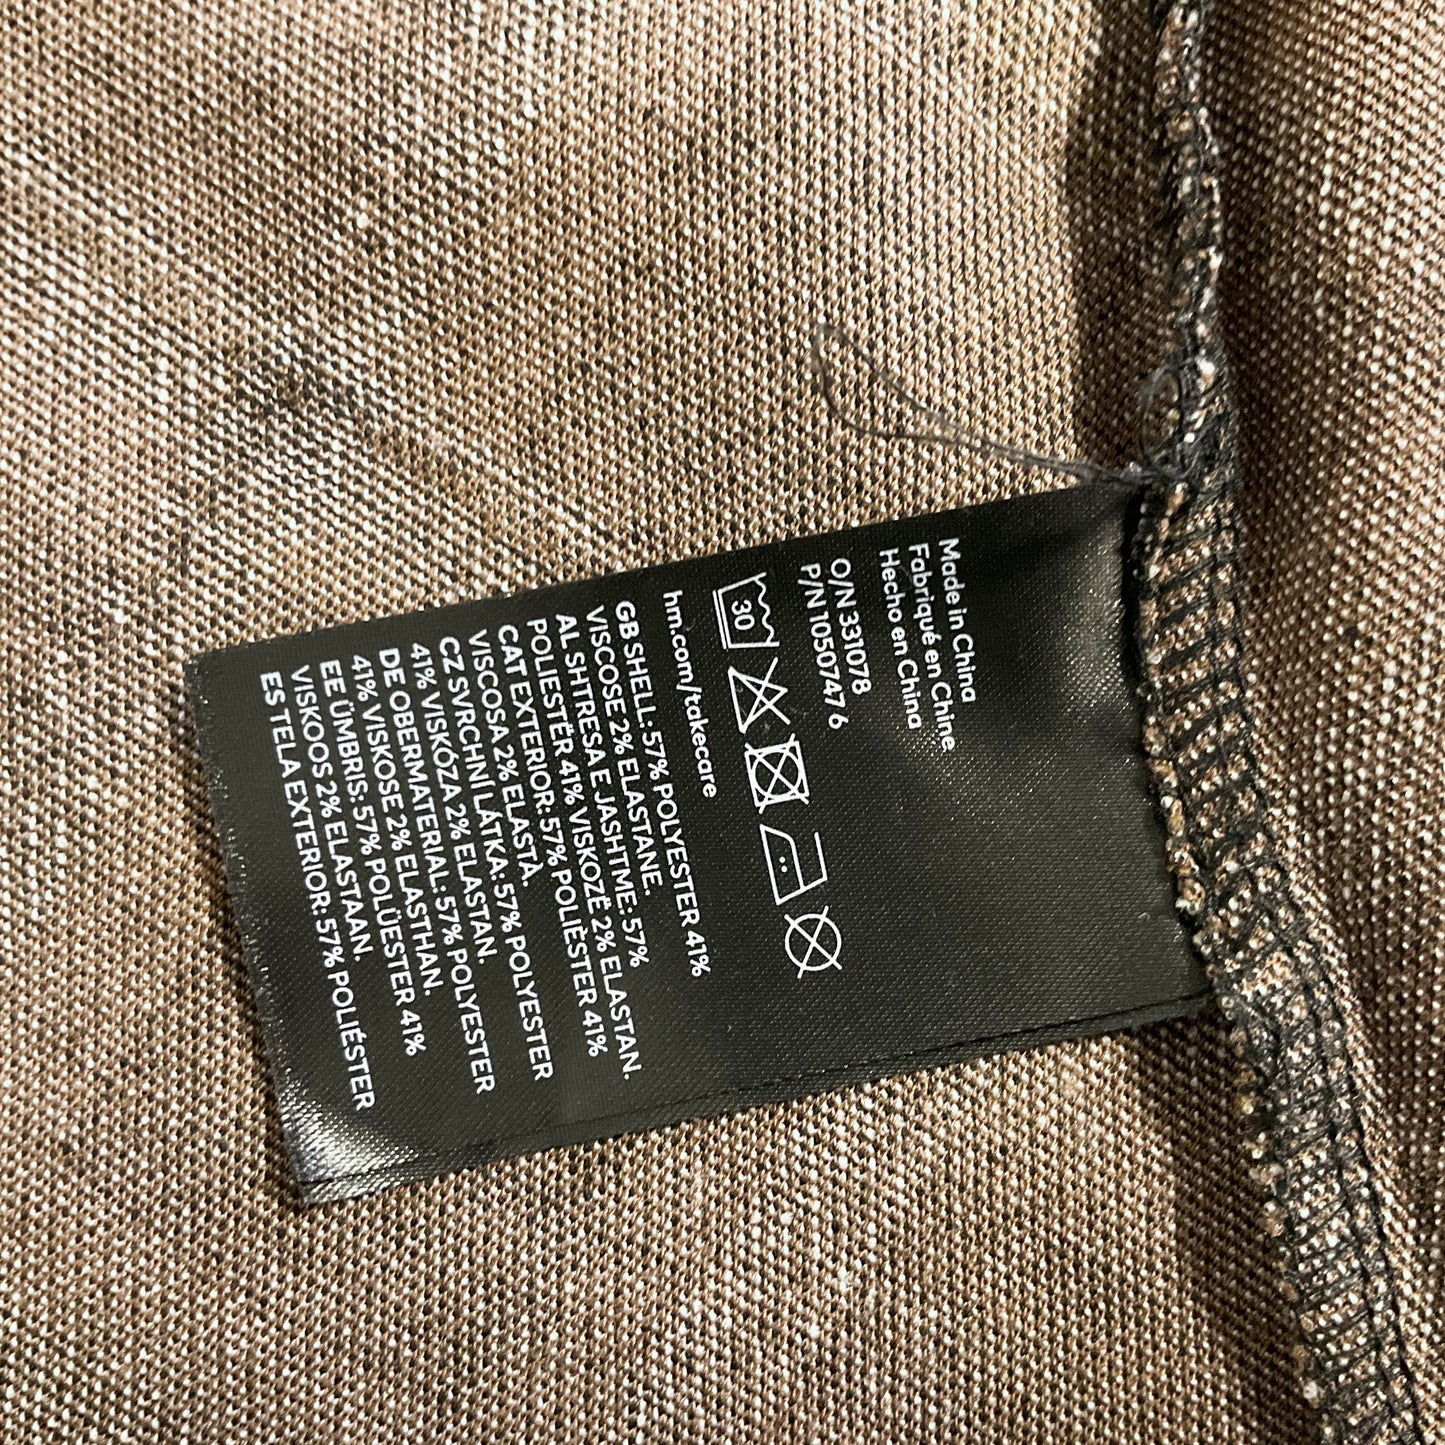 Made in China
Fabriqué en Chine
Hecho en China
O/N 331078
P/N 1050747 6
30
hm.com/takecare
GB SHELL: 57% POLYESTER 41%
VISCOSE 2% ELASTANE.
AL SHTRESA E JASHTME: 57%
POLIESTËR 41% VISKOZË 2% ELASTAN.
CAT EXTERIOR: 57% POLIÈSTER 41%
VISCOSA 2% ELASTÀ.
CZ SVRCHNÍ LÁTKA: 57% POLYESTER
41% VISKÓZA 2% ELASTAN.
DE OBERMATERIAL: 57% POLYESTER
41% VISKOSE 2% ELASTHAN.
EE ÜMBRIS: 57% POLÜESTER 41%
VISKOOS 2% ELASTAAN.
ES TELA EXTERIOR: 57% POLIÉSTER